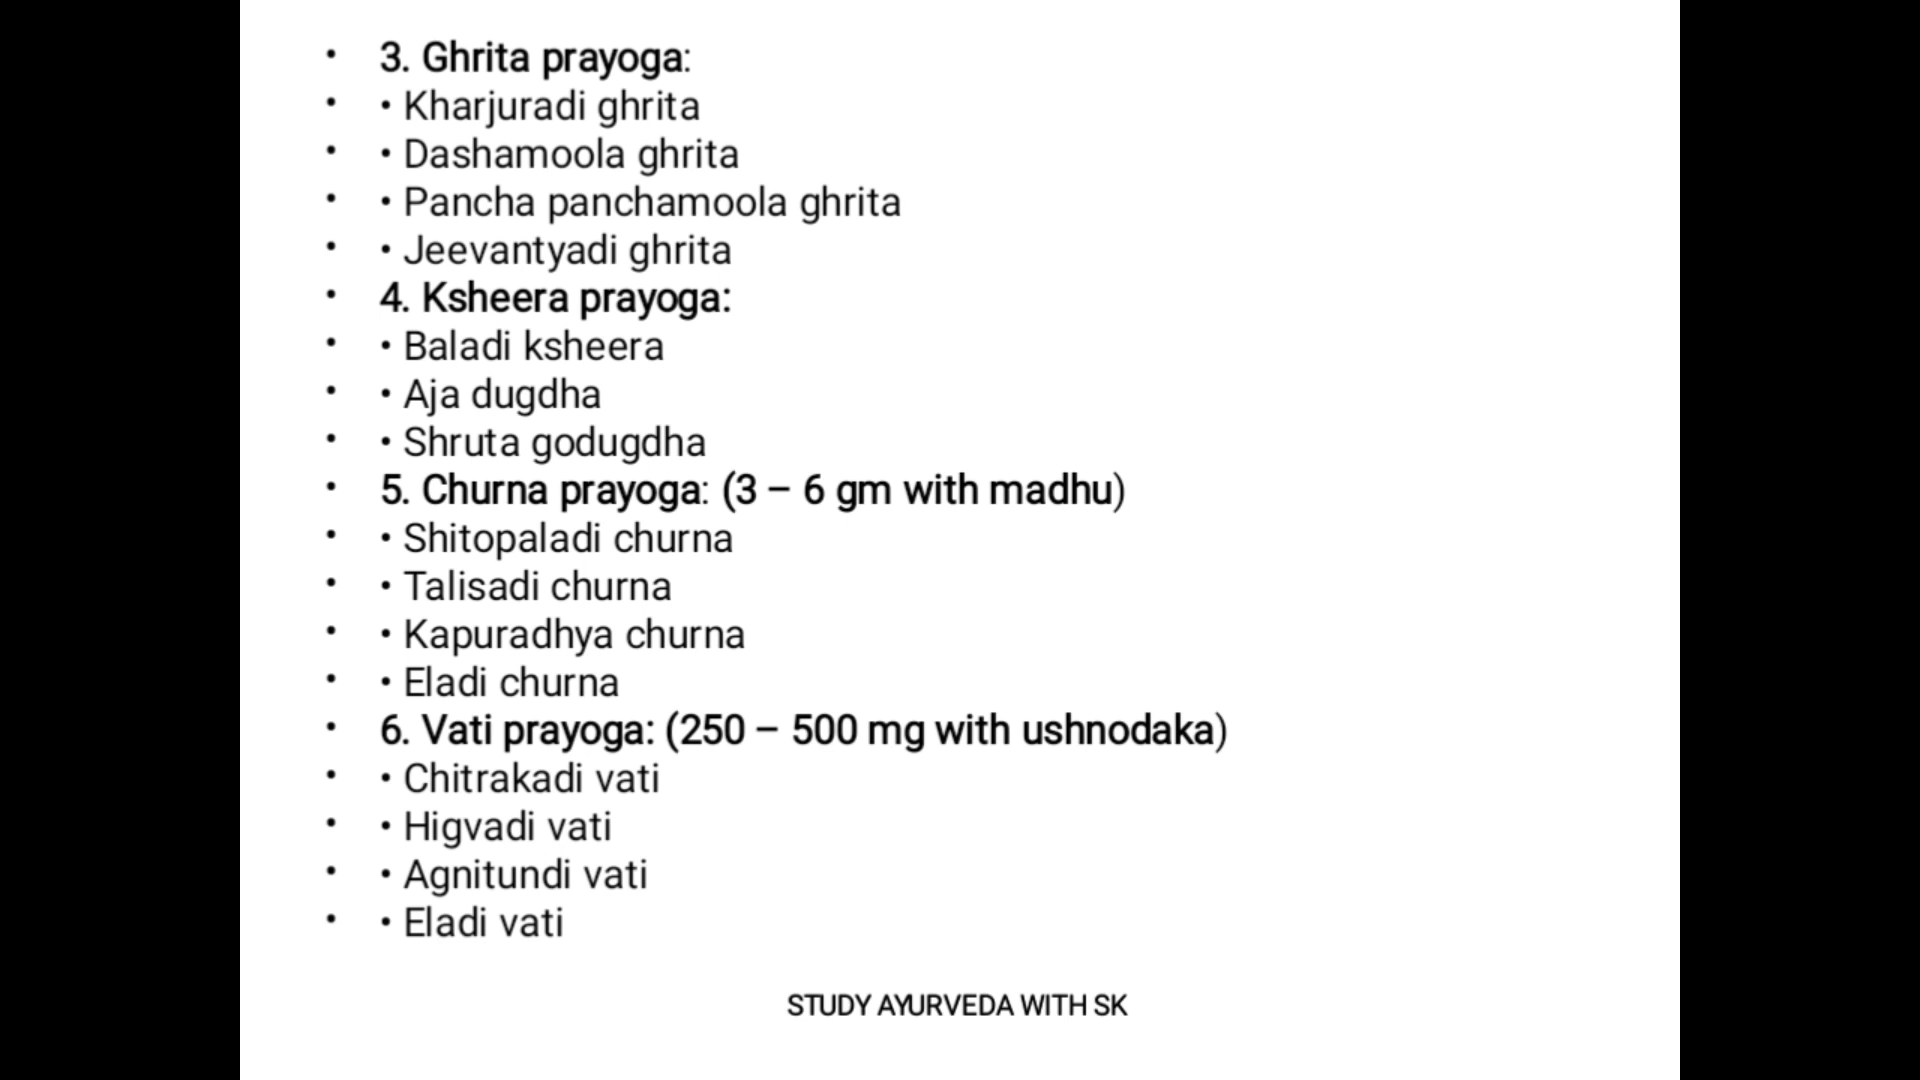 • 3. Ghrita prayoga:
• • Kharjuradi ghrita
• • Dashamoola ghrita
• • Pancha panchamoola ghrita
• • Jeevantyadi ghrita
• 4. Ksheera prayoga:
• • Baladi ksheera
• • Aja dugdha
• • Shruta godugdha
• 5. Churna prayoga: (3 – 6 gm with madhu)
• • Shitopaladi churna
• • Talisadi churna
• • Kapuradhya churna
• • Eladi churna
• 6. Vati prayoga: (250 – 500 mg with ushnodaka)
• • Chitrakadi vati
• • Higvadi vati
• • Agnitundi vati
• • Eladi vati
STUDY AYURVEDA WITH SK